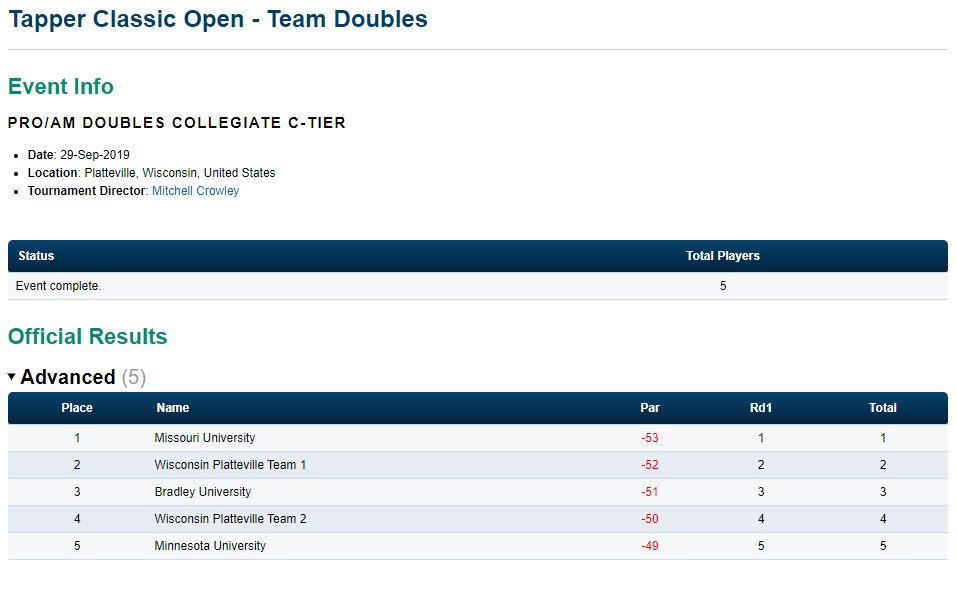 Tapper Classic Open - Team Doubles
Event Info
PRO/AM DOUBLES COLLEGIATE C-TIER
Date: 29-Sep-2019
Location: Platteville, Wisconsin, United States
Tournament Director: Mitchell Crowley
Status Total Players
Event complete. 5
Official Results
Advanced (5)
Place Name Par Rd1 Total
1 Missouri University -53 1 1
2 Wisconsin Platteville Team 1 -52 2 2
3 Bradley University -51 3 3
4 Wisconsin Platteville Team 2 -50 4 4
5 Minnesota University -49 5 5